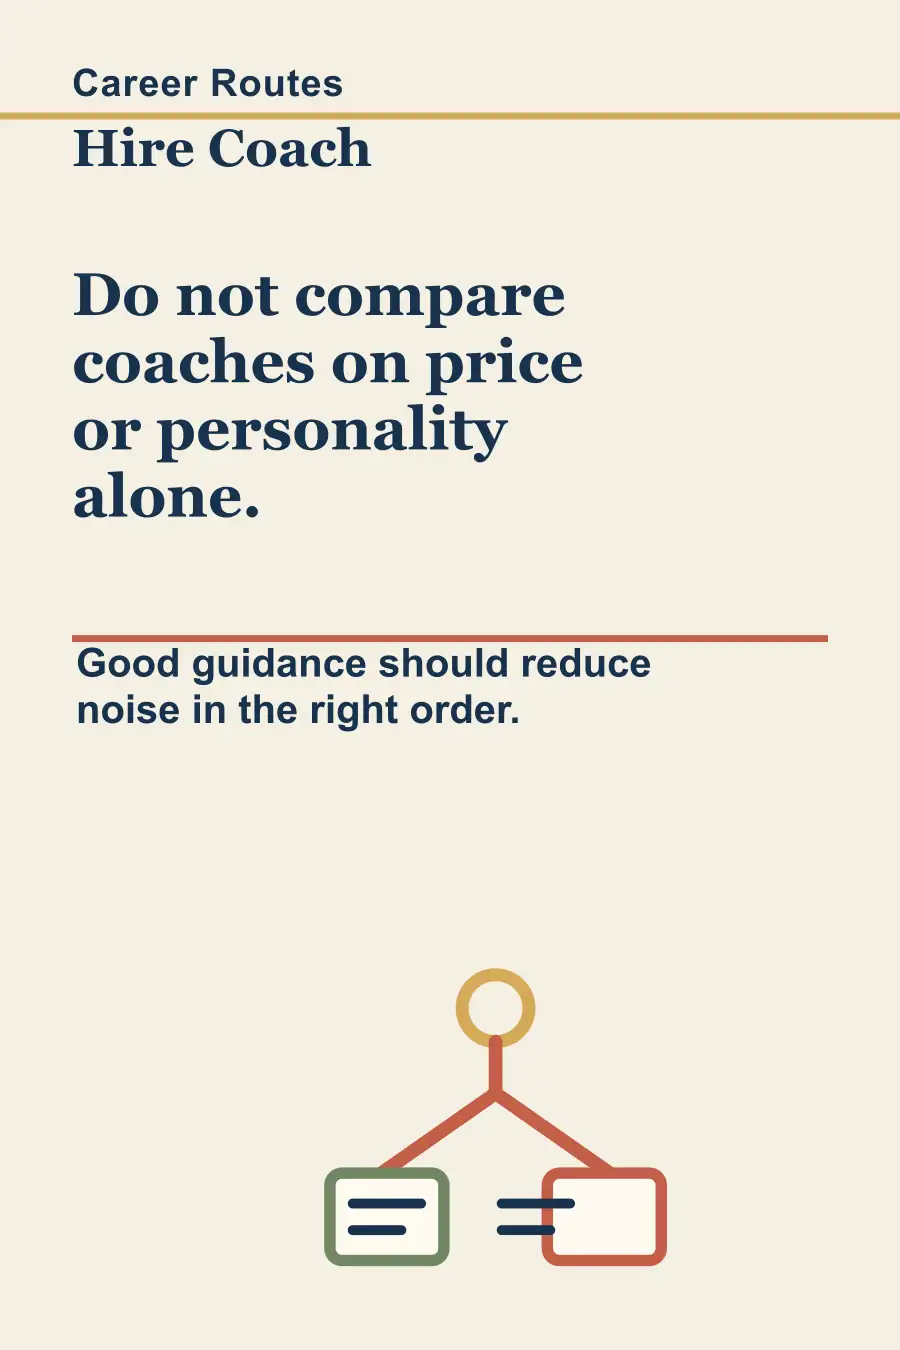 Career Routes
Hire Coach
Do not compare
coaches on price
or personality
alone.
Good guidance should reduce
noise in the right order.